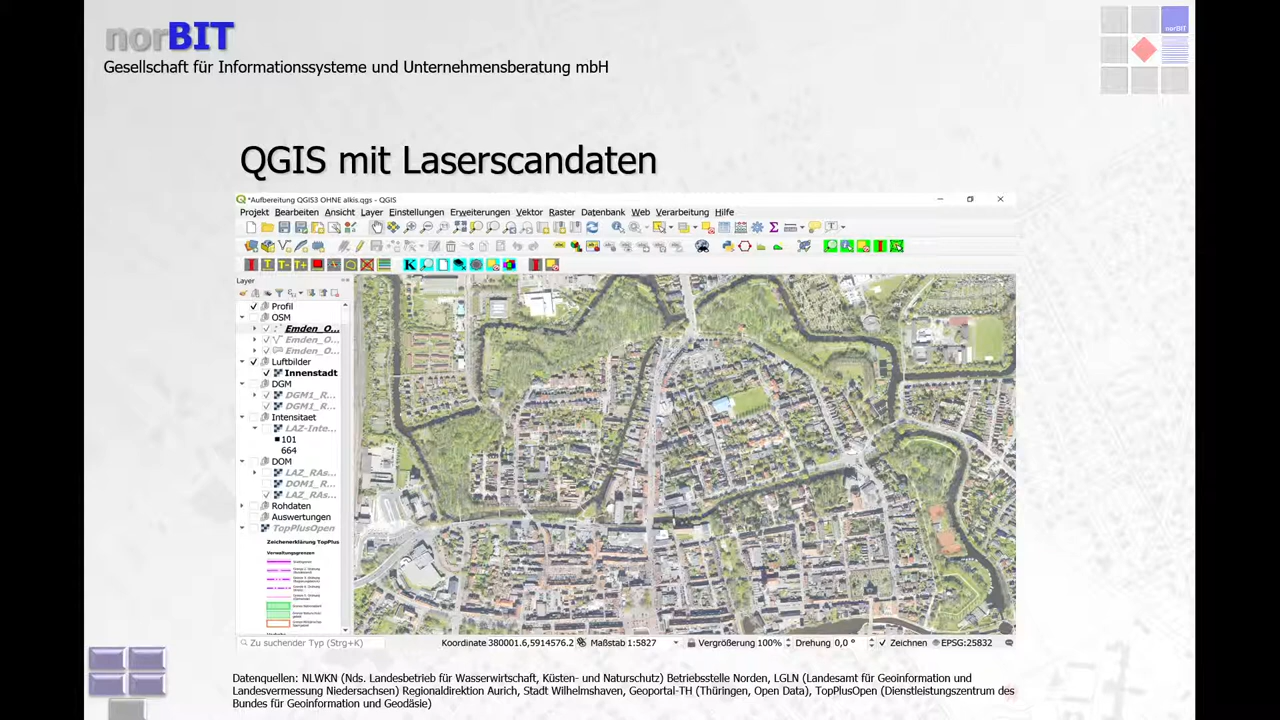 norBIT
norBIT
Gesellschaft für Informationssysteme und Unternehmensberatung mbH
QGIS mit Laserscandaten
*Aufbereitung QGIS3 OHNE alkis.qgs - QGIS
Projekt Bearbeiten Ansicht Layer Einstellungen Erweiterungen Vektor Raster Datenbank Web Verarbeitung Hilfe
Layer
Profil
OSM
Emden_O...
Emden_O...
Emden_O...
Luftbilder
Innenstadt
DGM
DGM1_R...
DGM1_R...
Intensitaet
LAZ-Inte...
101
664
DOM
LAZ_RAs...
DOM1_R...
LAZ_RAs...
Rohdaten
Auswertungen
TopPlusOpen
Zeichenerklärung TopPlus
Verwaltungsgrenzen
Zu suchender Typ (Strg+K) Koordinate 380001.6,5914576.2 Maßstab 1:5827 Vergrößerung 100% Drehung 0,0 ° Zeichnen EPSG:25832
Datenquellen: NLWKN (Nds. Landesbetrieb für Wasserwirtschaft, Küsten- und Naturschutz) Betriebsstelle Norden, LGLN (Landesamt für Geoinformation und
Landesvermessung Niedersachsen) Regionaldirektion Aurich, Stadt Wilhelmshaven, Geoportal-TH (Thüringen, Open Data), TopPlusOpen (Dienstleistungszentrum des
Bundes für Geoinformation und Geodäsie)